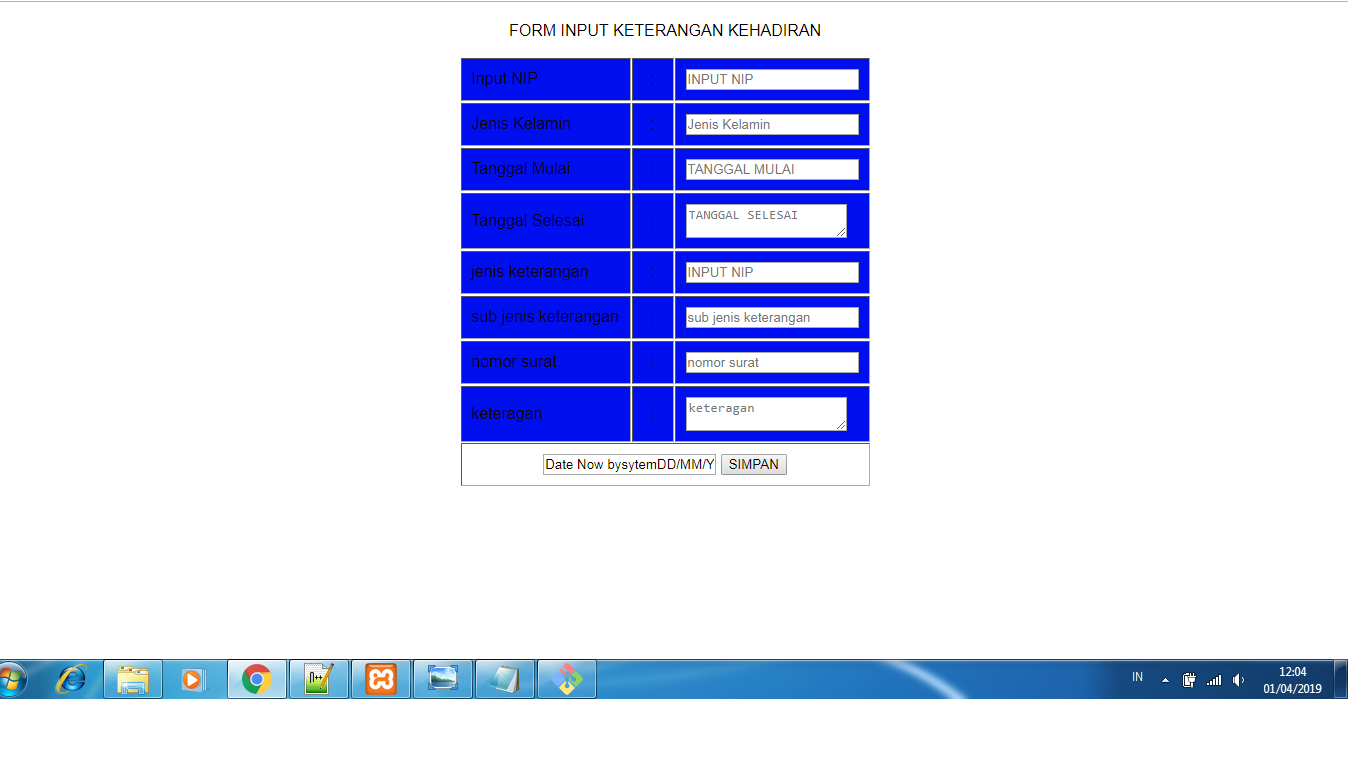 FORM INPUT KETERANGAN KEHADIRAN
Input NIP : INPUT NIP
Jenis Kelamin : Jenis Kelamin
Tanggal Mulai : TANGGAL MULAI
Tanggal Selesai : TANGGAL SELESAI
jenis keterangan : INPUT NIP
sub jenis keterangan : sub jenis keterangan
nomor surat : nomor surat
keteragan : keteragan
Date Now bysytemDD/MM/Y SIMPAN
IN 12:04
01/04/2019